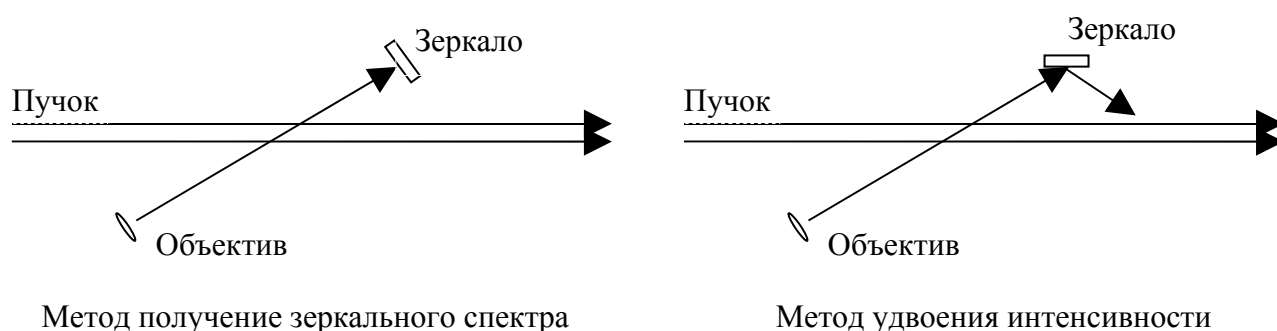 Зеркало
Пучок
Объектив
Метод получение зеркального спектра
Зеркало
Пучок
Объектив
Метод удвоения интенсивности